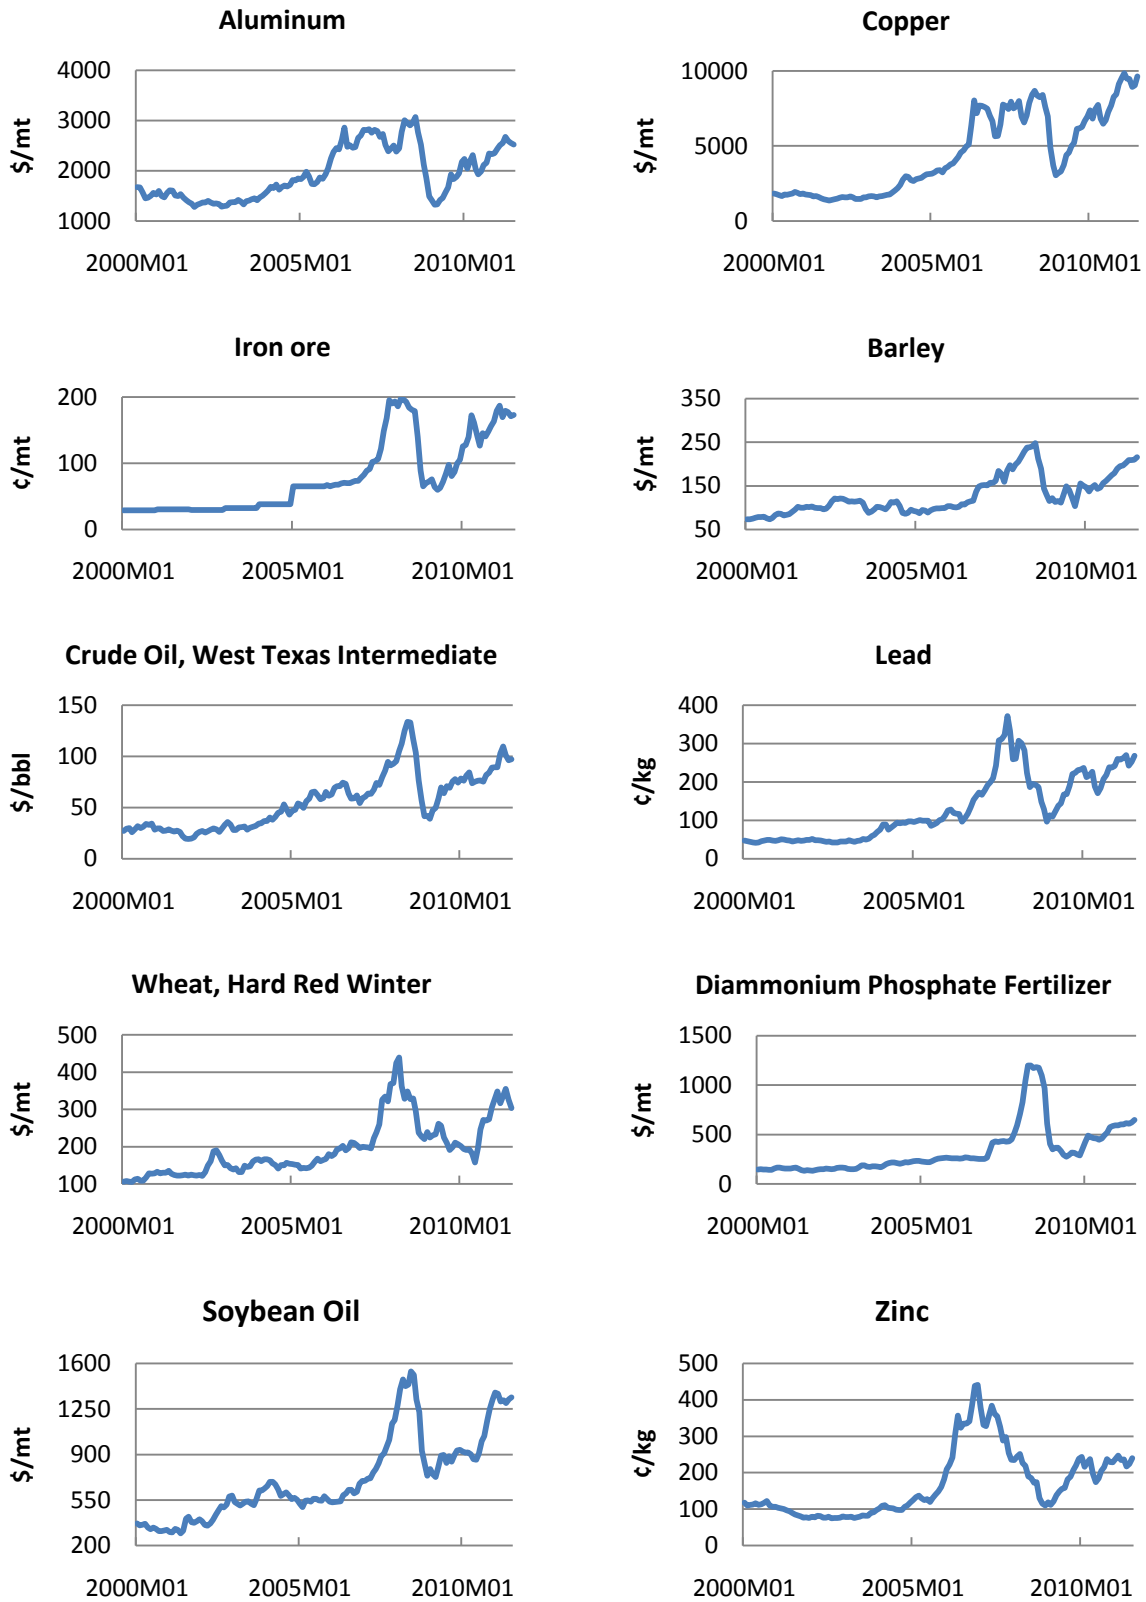 Aluminum
4000
3000
2000
1000
$/mt
2000M01 2005M01 2010M01
Copper
10000
5000
0
$/mt
2000M01 2005M01 2010M01
Iron ore
200
100
0
¢/mt
2000M01 2005M01 2010M01
Barley
350
250
150
50
$/mt
2000M01 2005M01 2010M01
Crude Oil, West Texas Intermediate
150
100
50
0
$/bbl
2000M01 2005M01 2010M01
Lead
400
300
200
100
0
¢/kg
2000M01 2005M01 2010M01
Wheat, Hard Red Winter
500
400
300
200
100
$/mt
2000M01 2005M01 2010M01
Diammonium Phosphate Fertilizer
1500
1000
500
0
$/mt
2000M01 2005M01 2010M01
Soybean Oil
1600
1250
900
550
200
$/mt
2000M01 2005M01 2010M01
Zinc
500
400
300
200
100
0
¢/kg
2000M01 2005M01 2010M01